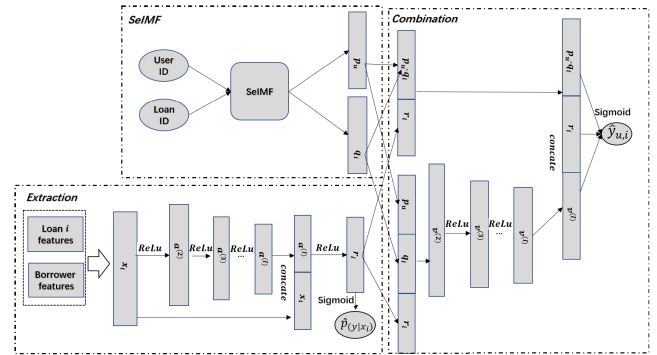 SeIMF
User
ID
Loan
ID
SeIMF
p_u
q_i
Combination
p_u·q_i
r_i
p_u·q_i
r_i
v^(l)
concate
Sigmoid
ŷ_{u,i}
p_u
q_i
r_i
v^(2)
ReLu
v^(3)
ReLu
...
v^(l)
Extraction
Loan i
features
Borrower
features
x_i
ReLu
a^(2)
ReLu
a^(3)
ReLu
...
a^(l)
concate
a^(l)
x_i
ReLu
r_i
Sigmoid
p̂_(y|x_i)